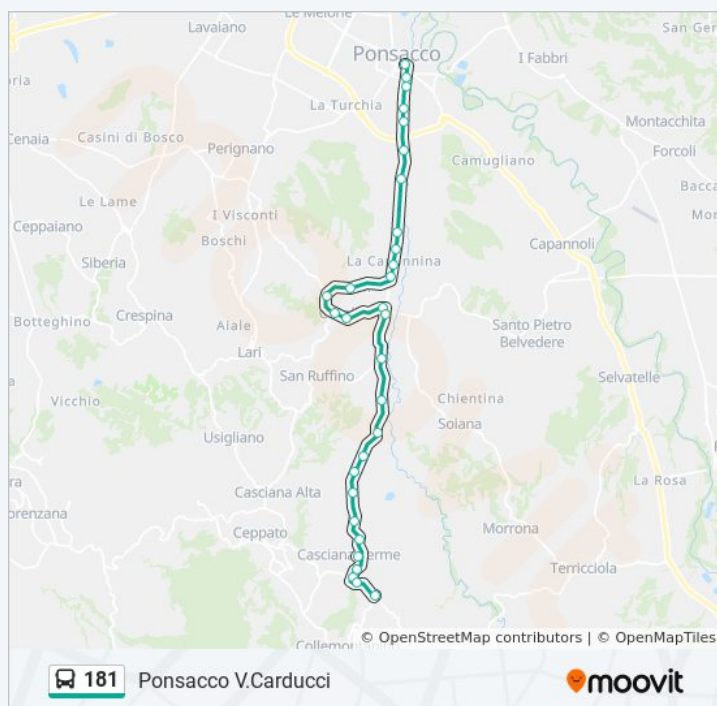 Le Melorie
Lavaiano
San Ger
Ponsacco
I Fabbri
La Turchia
Montacchita
Cenaia
Casini di Bosco
Perignano
Forcoli
Camugliano
Bacca
Le Lame
I Visconti
Mor
Ceppaiano
Boschi
Capannoli
Siberia
La Capannina
Botteghino
Crespina
Aiale
Santo Pietro
Belvedere
Lari
San Ruffino
Selvatelle
Vicchio
Chientina
Soiana
Usigliano
La Rosa
Casciana Alta
orenzana
Morrona
Ceppato
Casciana Terme
Terricciola
Collemontanino
© OpenStreetMap contributors | © OpenMapTiles
181 Ponsacco V.Carducci
moovit